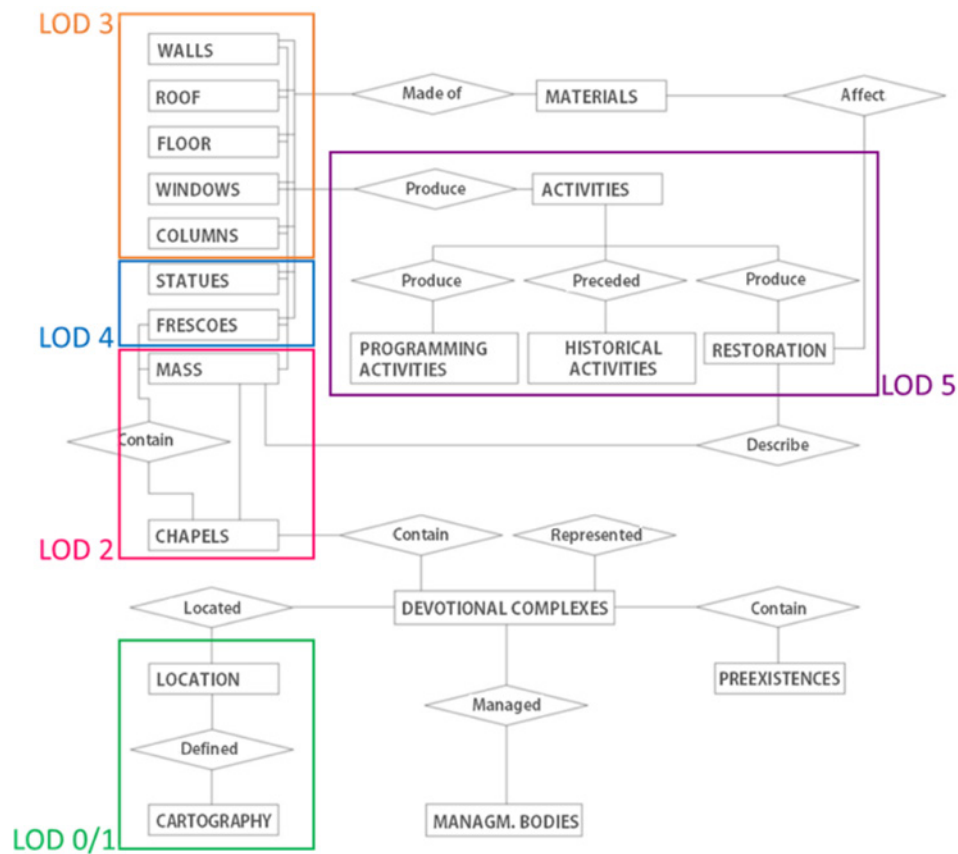 LOD 3
WALLS
ROOF
Made of
MATERIALS
Affect
FLOOR
WINDOWS
Produce
ACTIVITIES
COLUMNS
STATUES
Produce
Preceded
Produce
FRESCOES
LOD 4
PROGRAMMING
ACTIVITIES
HISTORICAL
ACTIVITIES
RESTORATION
MASS
LOD 5
Contain
Describe
CHAPELS
Contain
Represented
LOD 2
Located
DEVOTIONAL COMPLEXES
Contain
LOCATION
PREEXISTENCES
Managed
Defined
CARTOGRAPHY
MANAGM. BODIES
LOD 0/1